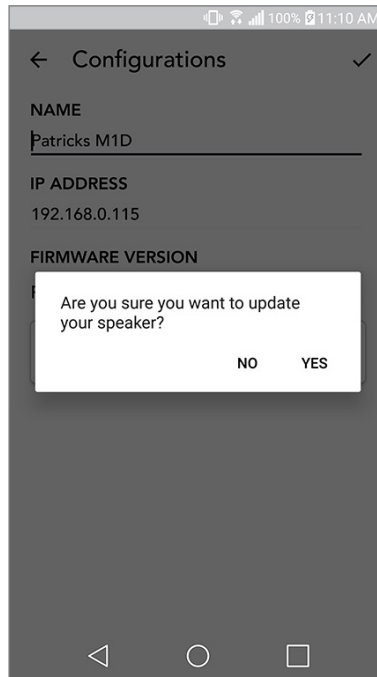 100% 11:10 AM
Configurations
NAME
Patricks M1D
IP ADDRESS
192.168.0.115
FIRMWARE VERSION
Are you sure you want to update
your speaker?
NO YES